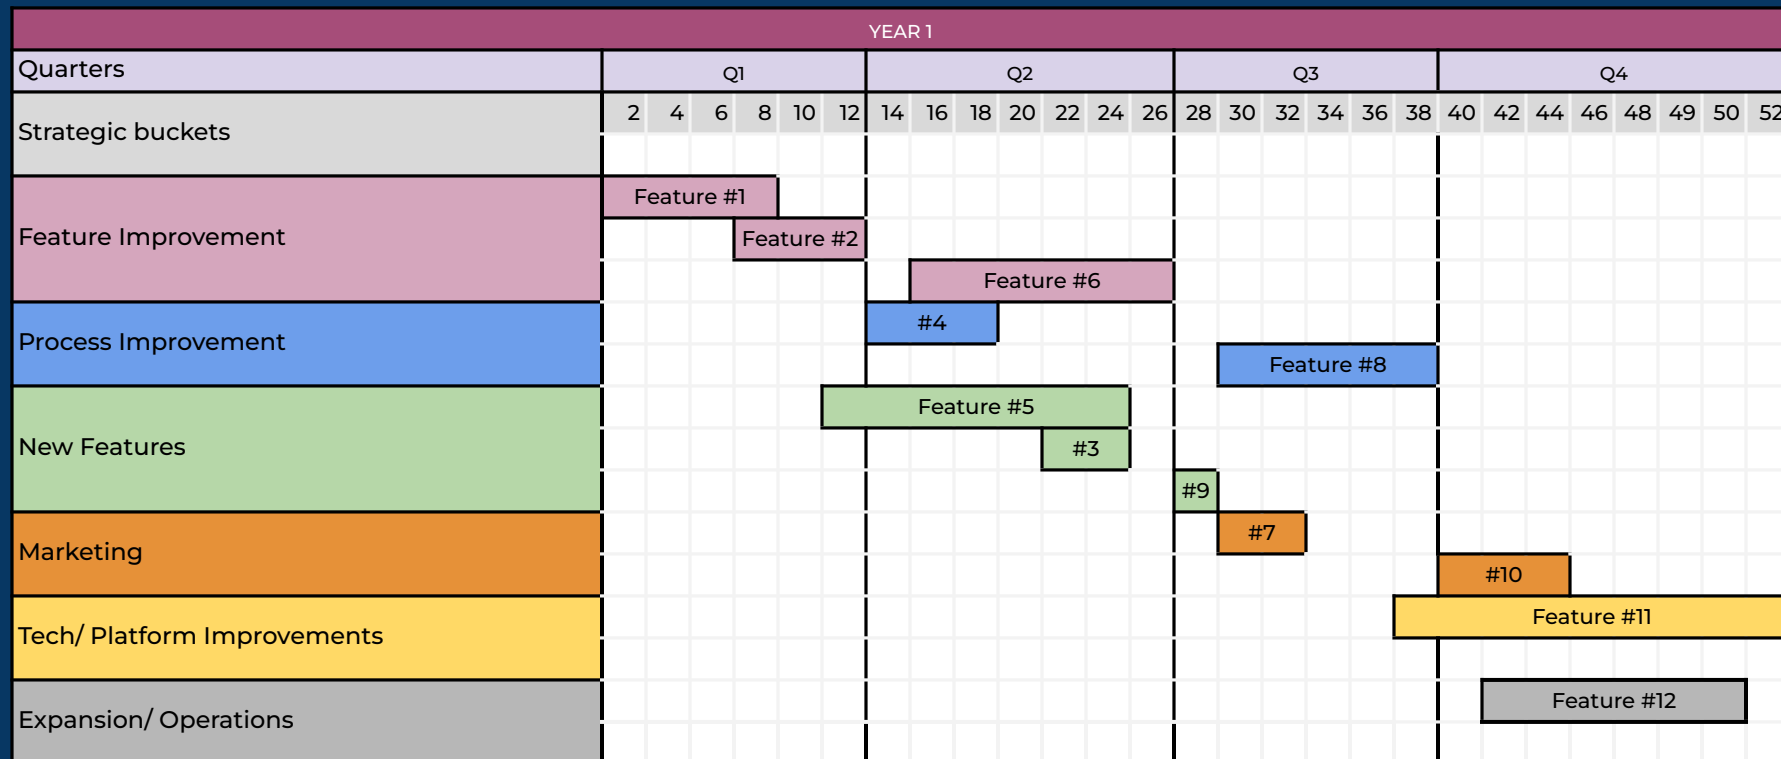 YEAR 1
Quarters Q1 Q2 Q3 Q4
Strategic buckets 2 4 6 8 10 12 14 16 18 20 22 24 26 28 30 32 34 36 38 40 42 44 46 48 49 50 52
Feature #1
Feature Improvement Feature #2
Feature #6
#4
Process Improvement
Feature #8
Feature #5
New Features #3
#9
#7
Marketing
#10
Feature #11
Tech/ Platform Improvements
Feature #12
Expansion/ Operations